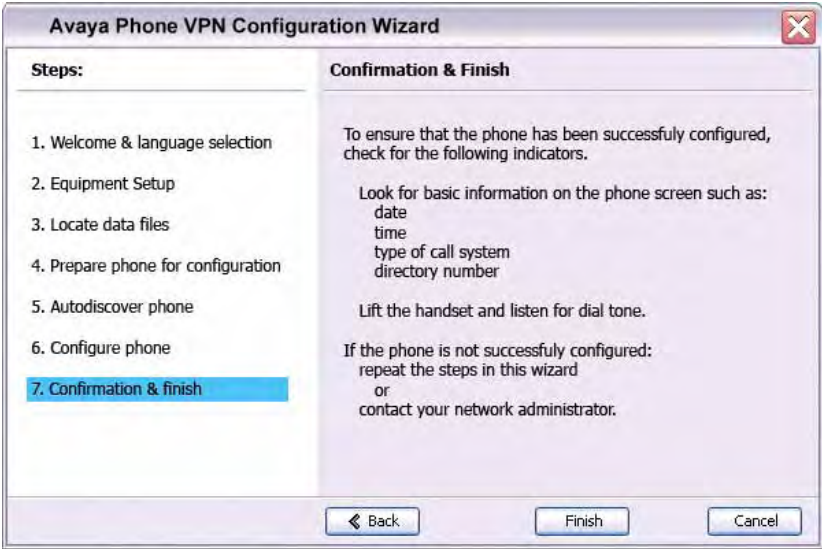 Avaya Phone VPN Configuration Wizard
Steps:
1. Welcome & language selection
2. Equipment Setup
3. Locate data files
4. Prepare phone for configuration
5. Autodiscover phone
6. Configure phone
7. Confirmation & finish
Confirmation & Finish
To ensure that the phone has been successfuly configured,
check for the following indicators.
Look for basic information on the phone screen such as:
date
time
type of call system
directory number
Lift the handset and listen for dial tone.
If the phone is not successfuly configured:
repeat the steps in this wizard
or
contact your network administrator.
Back
Finish
Cancel